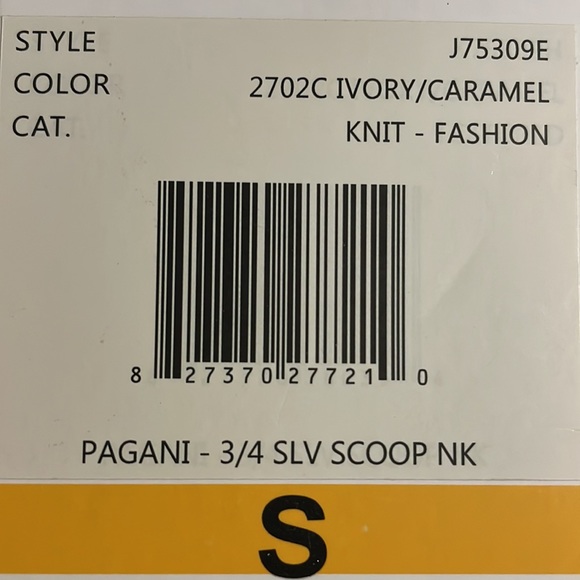 STYLE J75309E
COLOR 2702C IVORY/CARAMEL
CAT. KNIT - FASHION
8 27370 27721 0
PAGANI - 3/4 SLV SCOOP NK
S